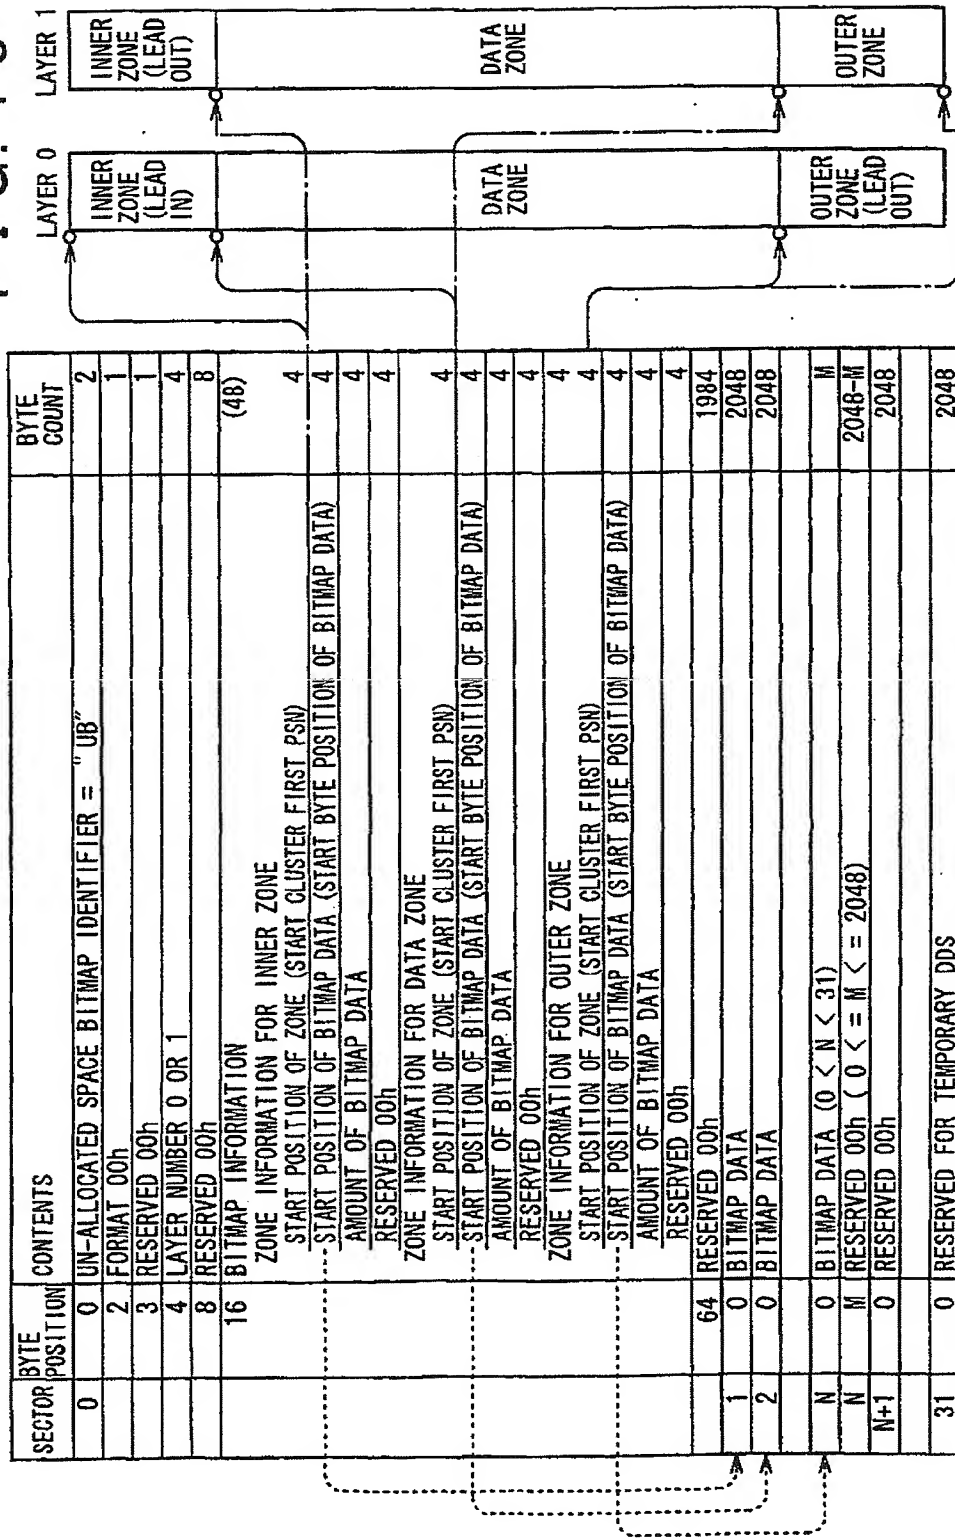 LAYER 0
INNER ZONE (LEAD IN)
DATA ZONE
OUTER ZONE (LEAD OUT)
LAYER 1
INNER ZONE (LEAD OUT)
DATA ZONE
OUTER ZONE
SECTOR BYTE POSITION CONTENTS BYTE COUNT
0 0 UN-ALLOCATED SPACE BITMAP IDENTIFIER = "UB" 2
2 FORMAT 00h 1
3 RESERVED 00h 1
4 LAYER NUMBER 0 OR 1 4
8 RESERVED 00h 8
16 BITMAP INFORMATION (48)
ZONE INFORMATION FOR INNER ZONE
START POSITION OF ZONE (START CLUSTER FIRST PSN) 4
START POSITION OF BITMAP DATA (START BYTE POSITION OF BITMAP DATA) 4
AMOUNT OF BITMAP DATA 4
RESERVED 00h 4
ZONE INFORMATION FOR DATA ZONE
START POSITION OF ZONE (START CLUSTER FIRST PSN) 4
START POSITION OF BITMAP DATA (START BYTE POSITION OF BITMAP DATA) 4
AMOUNT OF BITMAP DATA 4
RESERVED 00h 4
ZONE INFORMATION FOR OUTER ZONE 4
START POSITION OF ZONE (START CLUSTER FIRST PSN) 4
START POSITION OF BITMAP DATA (START BYTE POSITION OF BITMAP DATA) 4
AMOUNT OF BITMAP DATA 4
RESERVED 00h 4
64 RESERVED 00h 1984
1 0 BITMAP DATA 2048
2 0 BITMAP DATA 2048
N 0 BITMAP DATA (0 < N < 31) M
N M RESERVED 00h (0 < = M < = 2048) 2048-M
N+1 0 RESERVED 00h 2048
31 0 RESERVED FOR TEMPORARY DDS 2048